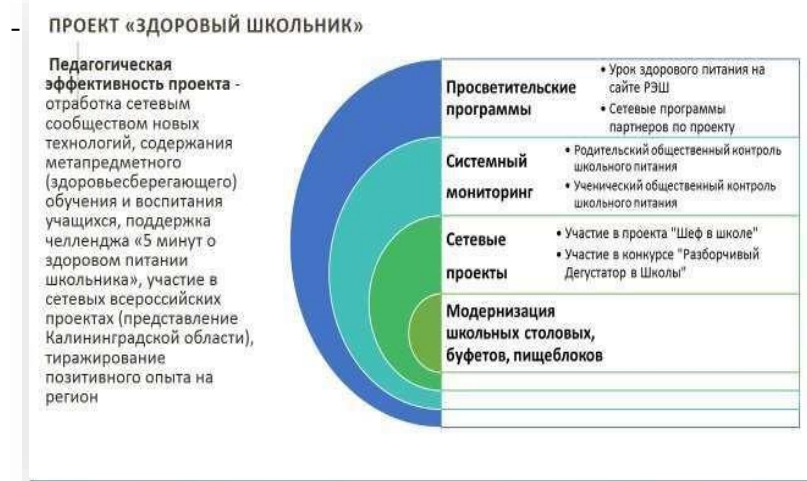 -
ПРОЕКТ «ЗДОРОВЫЙ ШКОЛЬНИК»
Педагогическая
эффективность проекта -
отработка сетевым
сообществом новых
технологий, содержания
метапредметного
(здоровьесберегающего)
обучения и воспитания
учащихся, поддержка
челленджа «5 минут о
здоровом питании
школьника», участие в
сетевых всероссийских
проектах (представление
Калининградской области),
тиражирование
позитивного опыта на
регион
Просветительские
программы
• Урок здорового питания на
сайте РЭШ
• Сетевые программы
партнеров по проекту
Системный
мониторинг
• Родительский общественный контроль
школьного питания
• Ученический общественный контроль
школьного питания
Сетевые
проекты
• Участие в проекта "Шеф в школе"
• Участие в конкурсе "Разборчивый
Дегустатор в Школы"
Модернизация
школьных столовых,
буфетов, пищеблоков